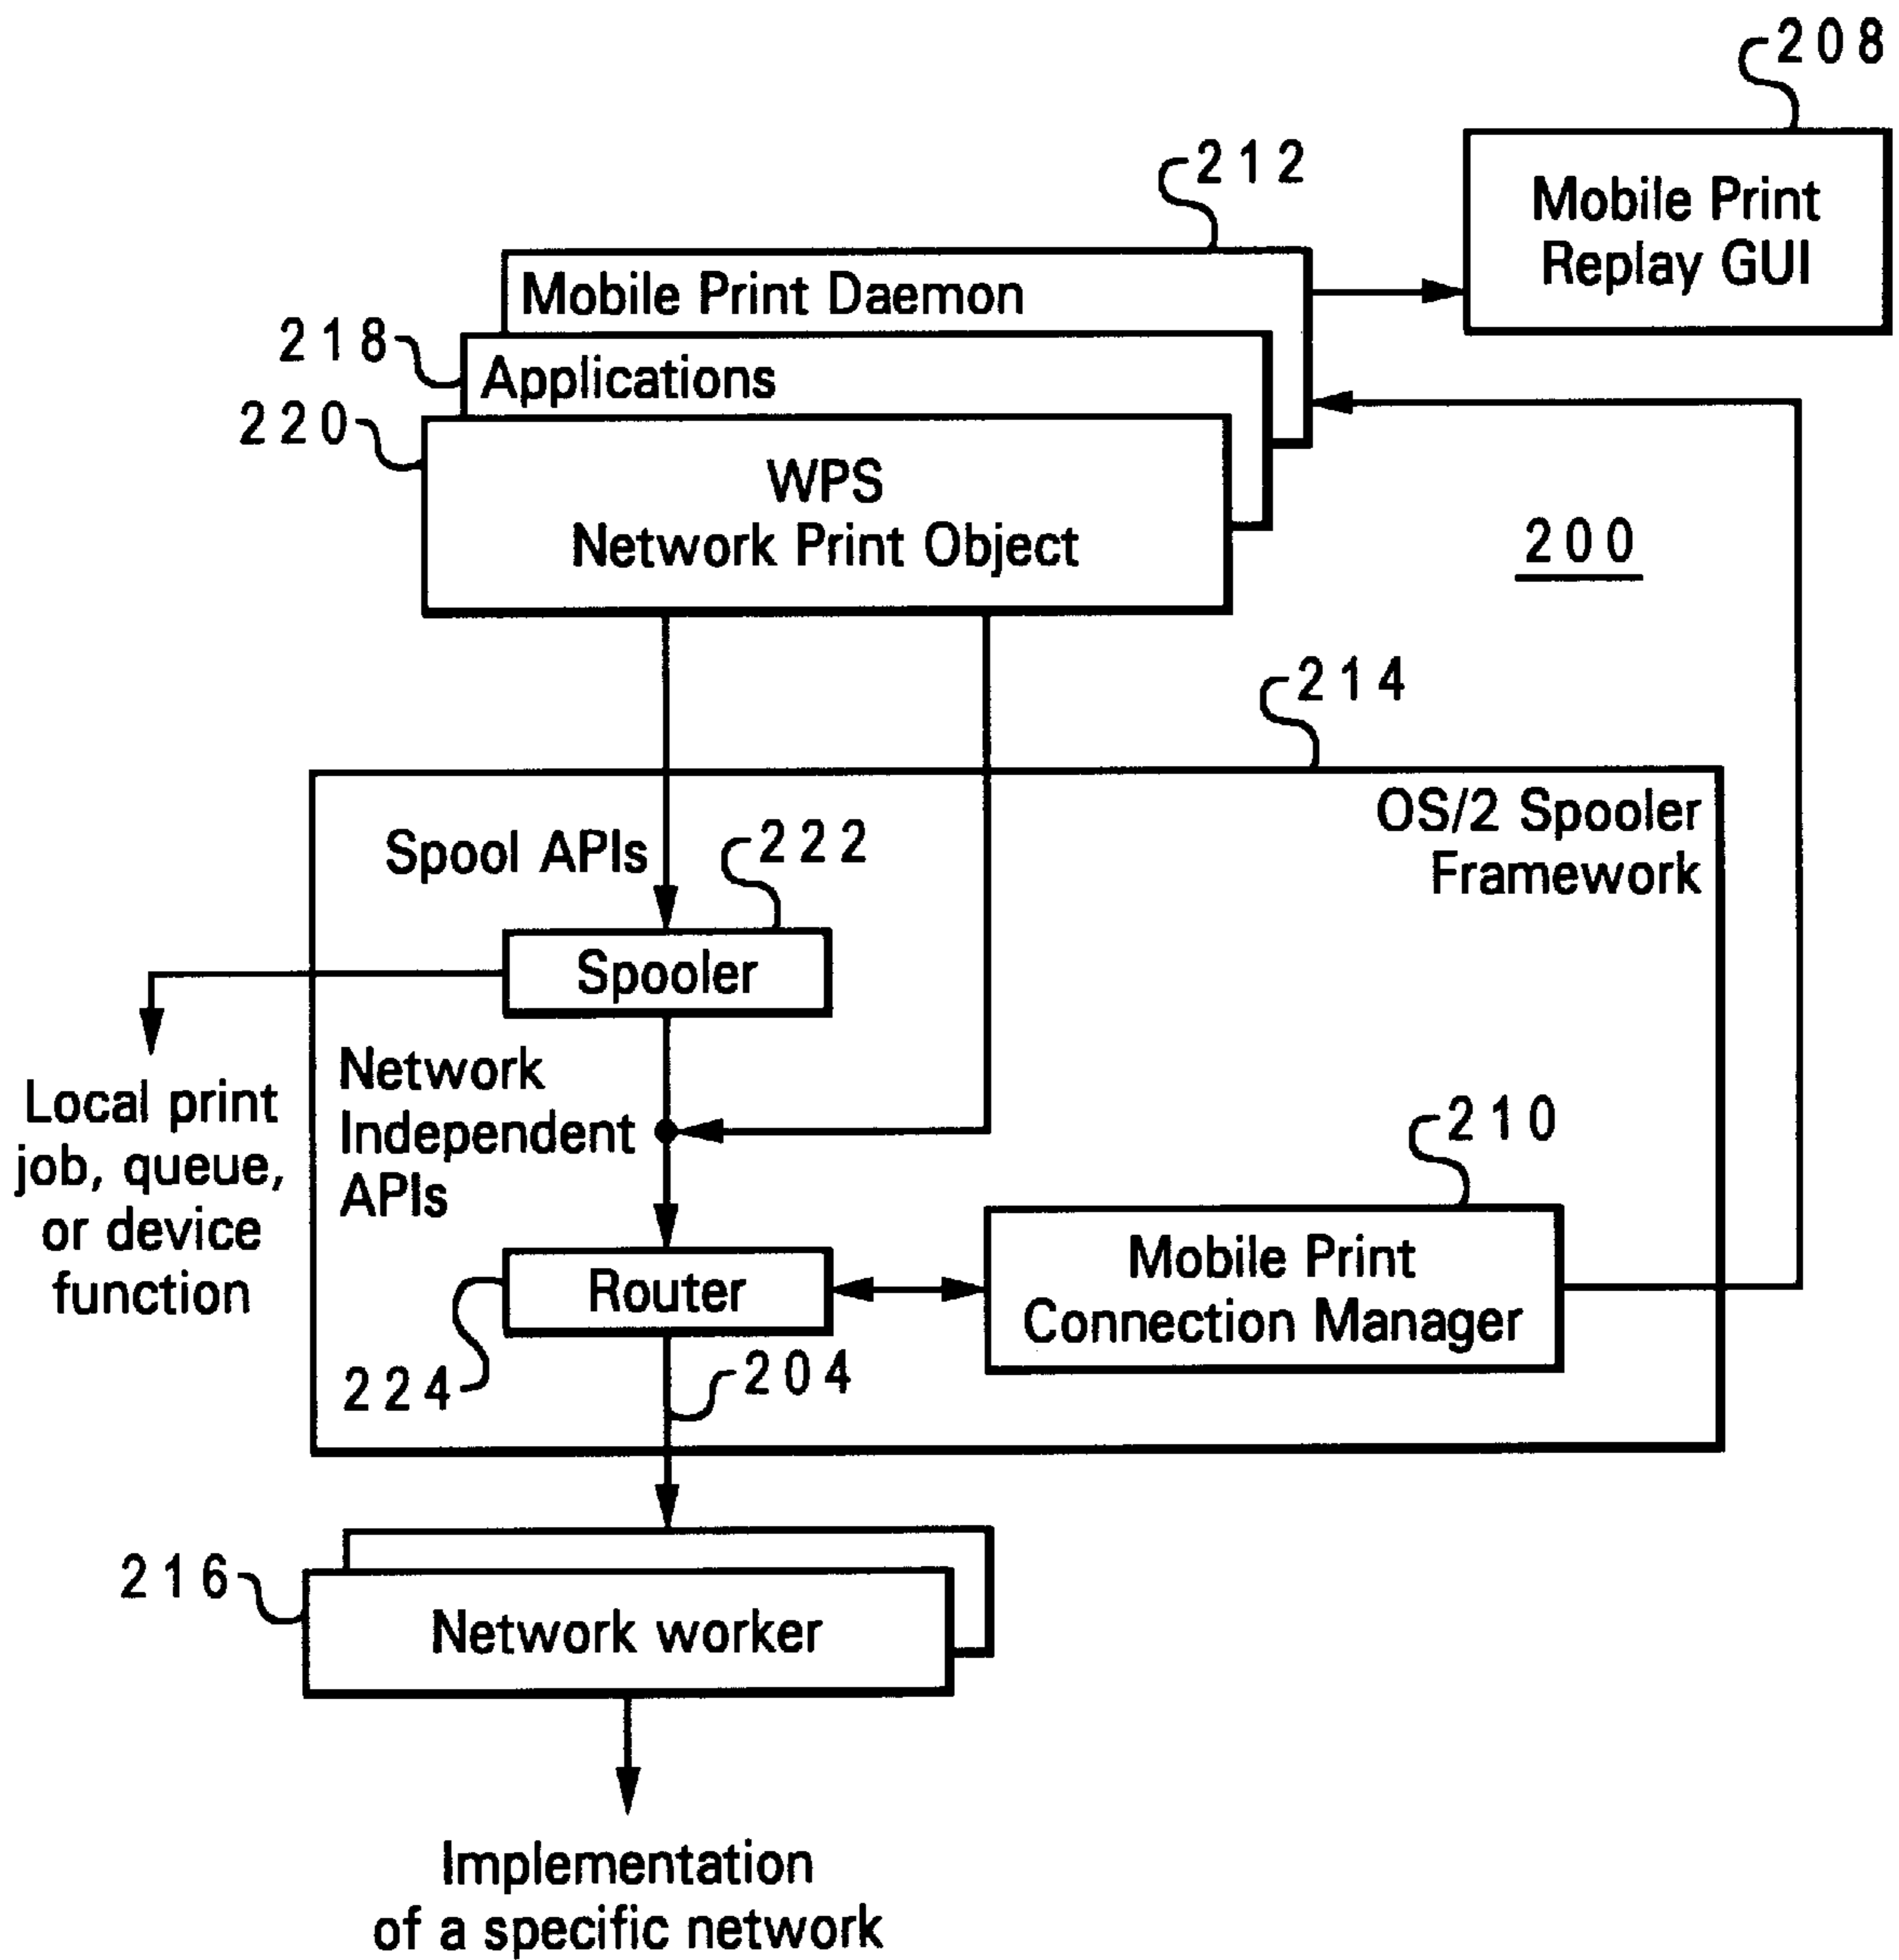 208
Mobile Print
Replay GUI
212
Mobile Print Daemon
218
Applications
220
WPS
Network Print Object
200
214
OS/2 Spooler
Framework
Spool APIs
222
Spooler
Local print
job, queue,
or device
function
Network
Independent
APIs
210
Mobile Print
Connection Manager
Router
224
204
216
Network worker
Implementation
of a specific network